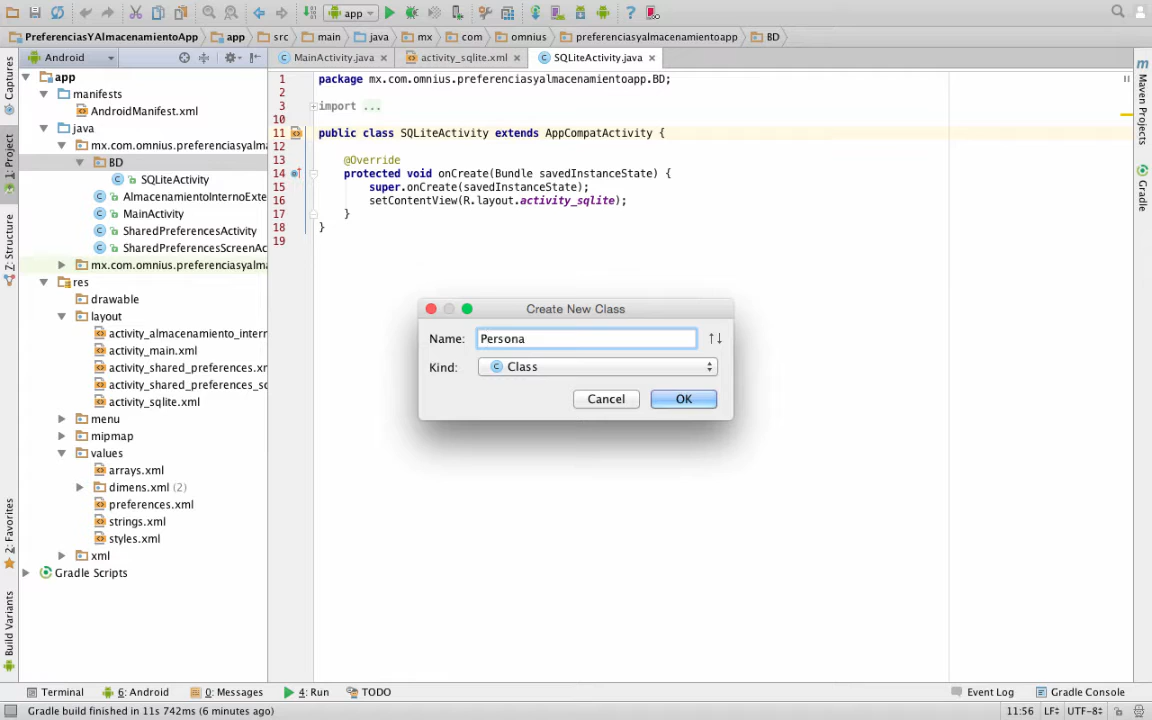 app
PreferenciasYAlmacenamientoApp app src main java mx com omnius preferenciasyalmacenamientoapp BD
Android
MainActivity.java activity_sqlite.xml SQLiteActivity.java
Captures
1: Project
Z: Structure
2: Favorites
Build Variants
app
manifests
AndroidManifest.xml
java
mx.com.omnius.preferenciasyalma
BD
SQLiteActivity
AlmacenamientoInternoExte
MainActivity
SharedPreferencesActivity
SharedPreferencesScreenAc
mx.com.omnius.preferenciasyalma
res
drawable
layout
activity_almacenamiento_intern
activity_main.xml
activity_shared_preferences.xm
activity_shared_preferences_sc
activity_sqlite.xml
menu
mipmap
values
arrays.xml
dimens.xml (2)
preferences.xml
strings.xml
styles.xml
xml
Gradle Scripts
1 package mx.com.omnius.preferenciasyalmacenamientoapp.BD;
2
3 import ...
10
11 public class SQLiteActivity extends AppCompatActivity {
12
13 @Override
14 protected void onCreate(Bundle savedInstanceState) {
15 super.onCreate(savedInstanceState);
16 setContentView(R.layout.activity_sqlite);
17 }
18 }
19
Create New Class
Name: Persona
Kind: Class
Cancel OK
Maven Projects
Gradle
Terminal 6: Android 0: Messages 4: Run TODO Event Log Gradle Console
Gradle build finished in 11s 742ms (6 minutes ago) 11:56 LF UTF-8